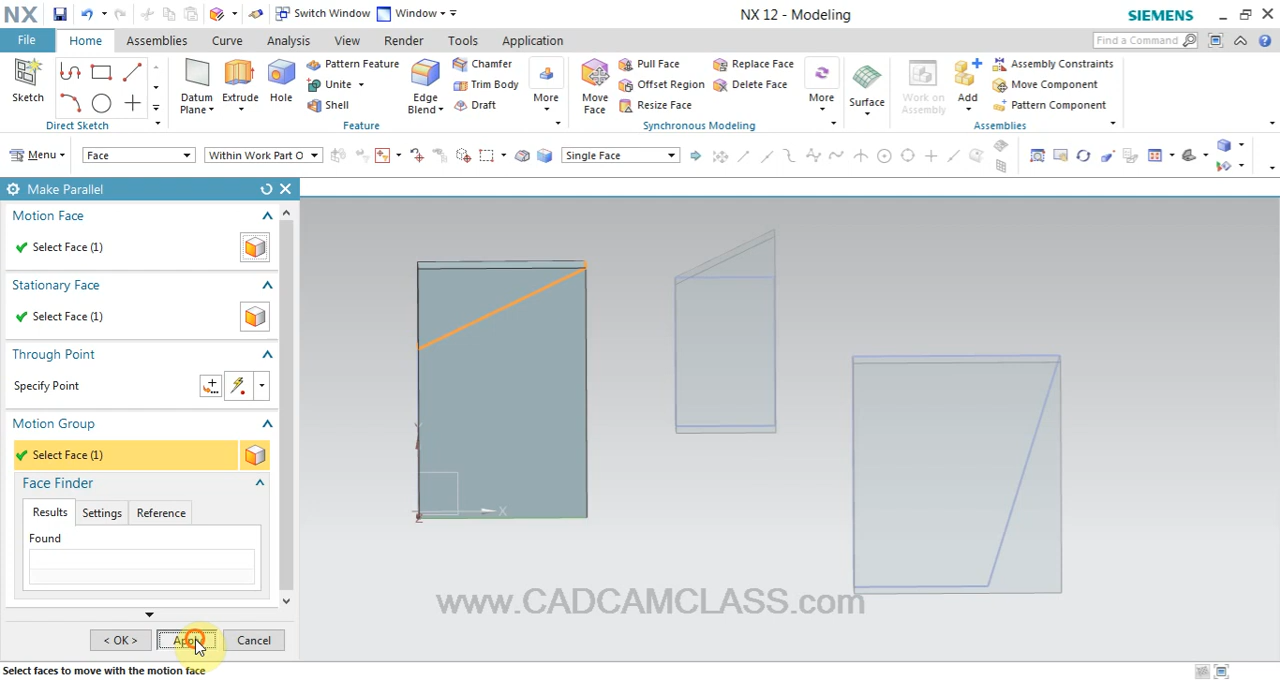 NX Switch Window Window NX 12 - Modeling SIEMENS
File Home Assemblies Curve Analysis View Render Tools Application Find a Command
Sketch
Direct Sketch
Datum Plane
Extrude
Hole
Pattern Feature
Unite
Shell
Edge Blend
Chamfer
Trim Body
Draft
More
Feature
Move Face
Pull Face
Offset Region
Resize Face
Replace Face
Delete Face
More
Synchronous Modeling
Surface
Work on Assembly
Add
Assembly Constraints
Move Component
Pattern Component
Assemblies
Menu Face Within Work Part O Single Face
Make Parallel
Motion Face
Select Face (1)
Stationary Face
Select Face (1)
Through Point
Specify Point
Motion Group
Select Face (1)
Face Finder
Results Settings Reference
Found
< OK > Cancel
Select faces to move with the motion face
X
www.CADCAMCLASS.com